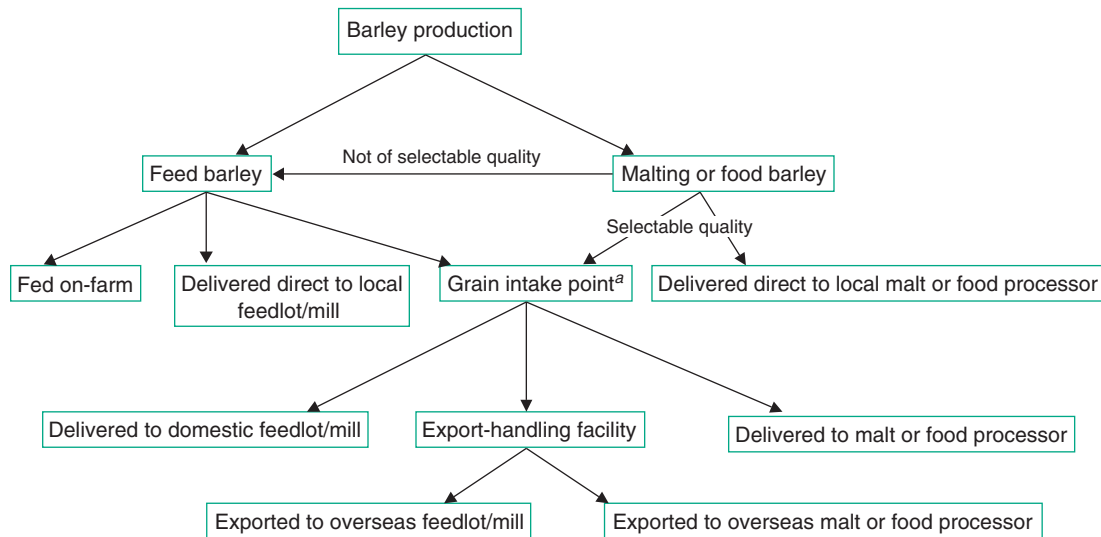 Barley production
Not of selectable quality
Feed barley
Malting or food barley
Selectable quality
Fed on-farm
Delivered direct to local
feedlot/mill
Grain intake pointᵃ
Delivered direct to local malt or food processor
Delivered to domestic feedlot/mill
Export-handling facility
Delivered to malt or food processor
Exported to overseas feedlot/mill
Exported to overseas malt or food processor